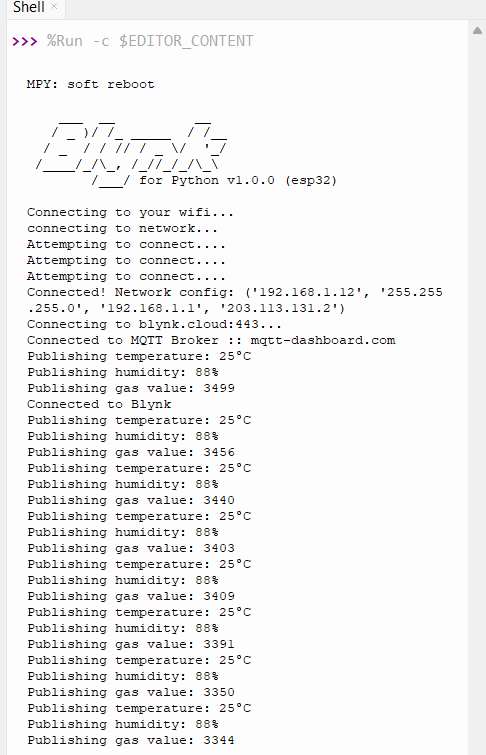 Shell ×
>>> %Run -c $EDITOR_CONTENT
MPY: soft reboot
    ___  __          __
   / _ )/ /_ _____  / /__
  / _  / / // / _ \/  '_/
 /____/_/\_, /_//_/_/\_\
        /___/ for Python v1.0.0 (esp32)
Connecting to your wifi...
connecting to network...
Attempting to connect....
Attempting to connect....
Attempting to connect....
Connected! Network config: ('192.168.1.12', '255.255
.255.0', '192.168.1.1', '203.113.131.2')
Connecting to blynk.cloud:443...
Connected to MQTT Broker :: mqtt-dashboard.com
Publishing temperature: 25°C
Publishing humidity: 88%
Publishing gas value: 3499
Connected to Blynk
Publishing temperature: 25°C
Publishing humidity: 88%
Publishing gas value: 3456
Publishing temperature: 25°C
Publishing humidity: 88%
Publishing gas value: 3440
Publishing temperature: 25°C
Publishing humidity: 88%
Publishing gas value: 3403
Publishing temperature: 25°C
Publishing humidity: 88%
Publishing gas value: 3409
Publishing temperature: 25°C
Publishing humidity: 88%
Publishing gas value: 3391
Publishing temperature: 25°C
Publishing humidity: 88%
Publishing gas value: 3350
Publishing temperature: 25°C
Publishing humidity: 88%
Publishing gas value: 3344